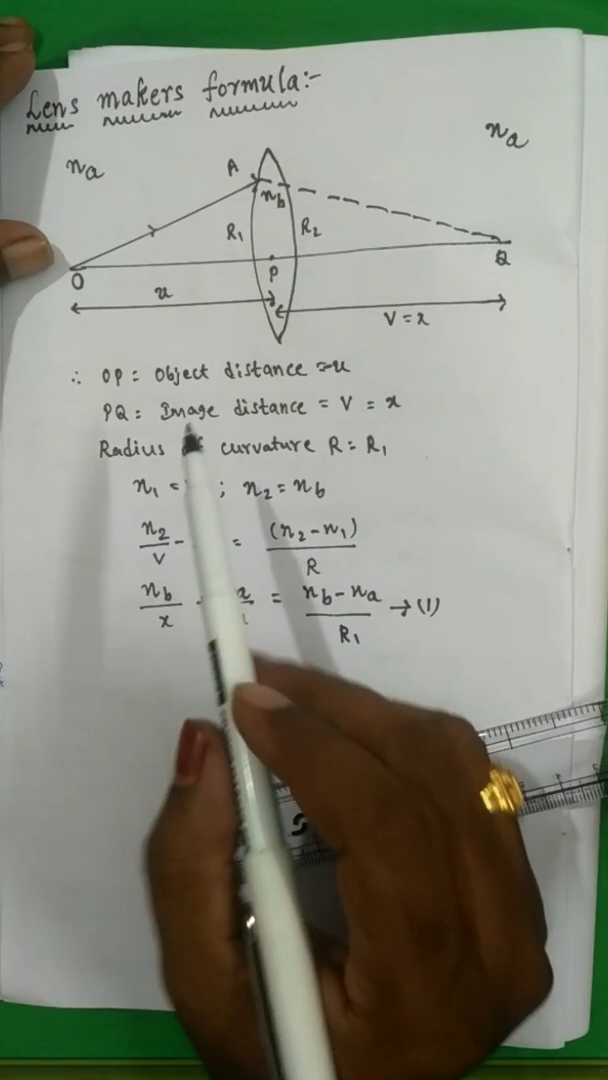 Lens makers formula:-
na na
A
nb
R1 R2
O P Q
u
V = x
∴ OP = Object distance = u
PQ = Image distance = V = x
Radius curvature R = R1
n1 = ; n2 = nb
n2/V - = (n2-n1)/R
nb/x = nb-na/R1 → (1)